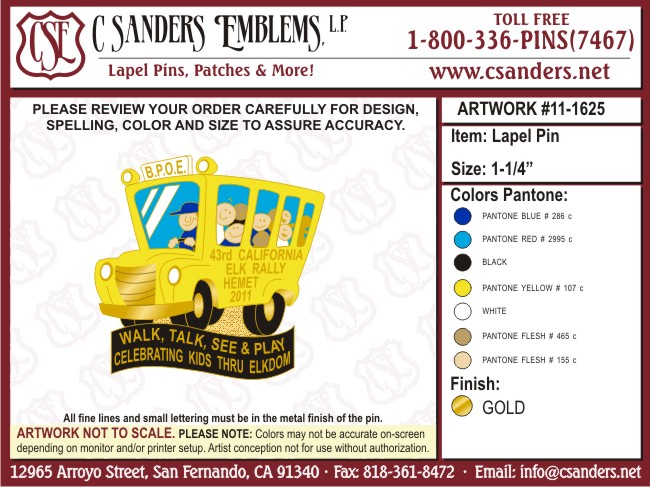 CSE
C SANDERS EMBLEMS, L.P.
Lapel Pins, Patches & More!
TOLL FREE
1-800-336-PINS(7467)
www.csanders.net
PLEASE REVIEW YOUR ORDER CAREFULLY FOR DESIGN,
SPELLING, COLOR AND SIZE TO ASSURE ACCURACY.
B.P.O.E.
43rd CALIFORNIA
ELK RALLY
HEMET
2011
WALK, TALK, SEE & PLAY
CELEBRATING KIDS THRU ELKDOM
All fine lines and small lettering must be in the metal finish of the pin.
ARTWORK NOT TO SCALE. PLEASE NOTE: Colors may not be accurate on-screen
depending on monitor and/or printer setup. Artist conception not for use without authorization.
ARTWORK #11-1625
Item: Lapel Pin
Size: 1-1/4”
Colors Pantone:
PANTONE BLUE # 286 c
PANTONE RED # 2995 c
BLACK
PANTONE YELLOW # 107 c
WHITE
PANTONE FLESH # 465 c
PANTONE FLESH # 155 c
Finish:
GOLD
12965 Arroyo Street, San Fernando, CA 91340 · Fax: 818-361-8472 · Email: info@csanders.net